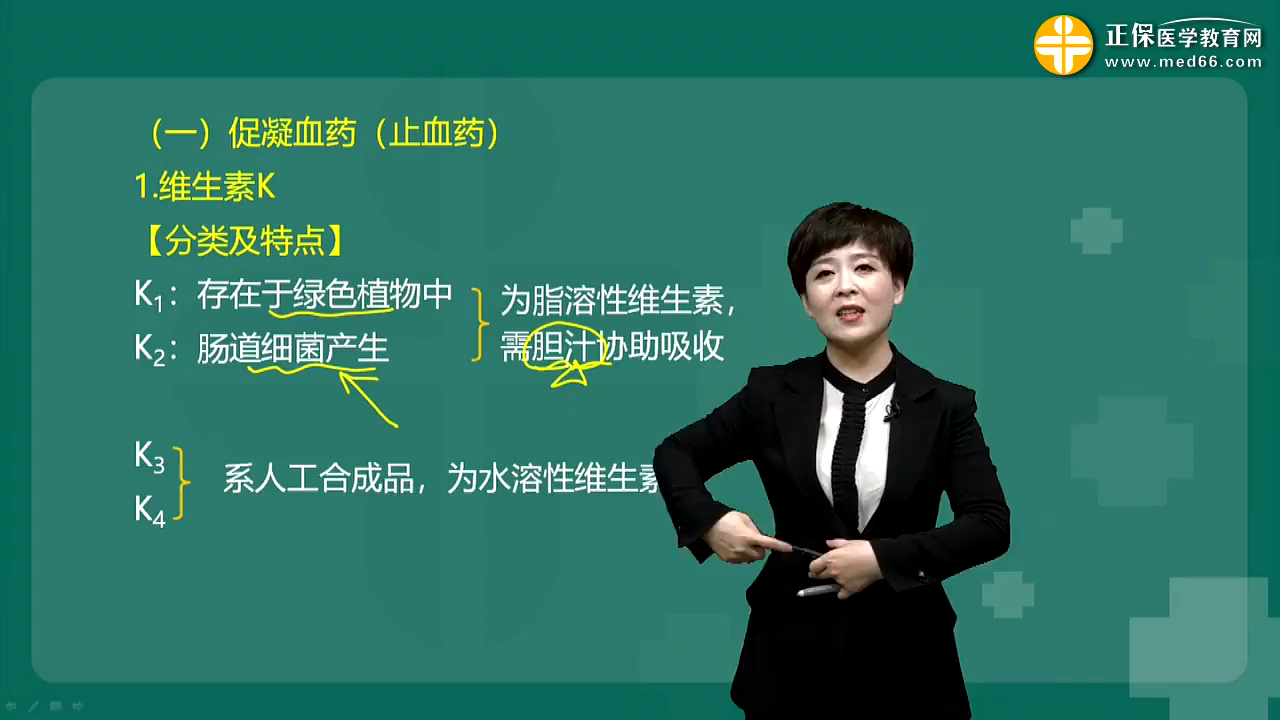 正保医学教育网
www.med66.com
（一）促凝血药（止血药）
1.维生素K
【分类及特点】
K1：存在于绿色植物中
K2：肠道细菌产生
为脂溶性维生素，
需胆汁协助吸收
K3
K4
系人工合成品，为水溶性维生素